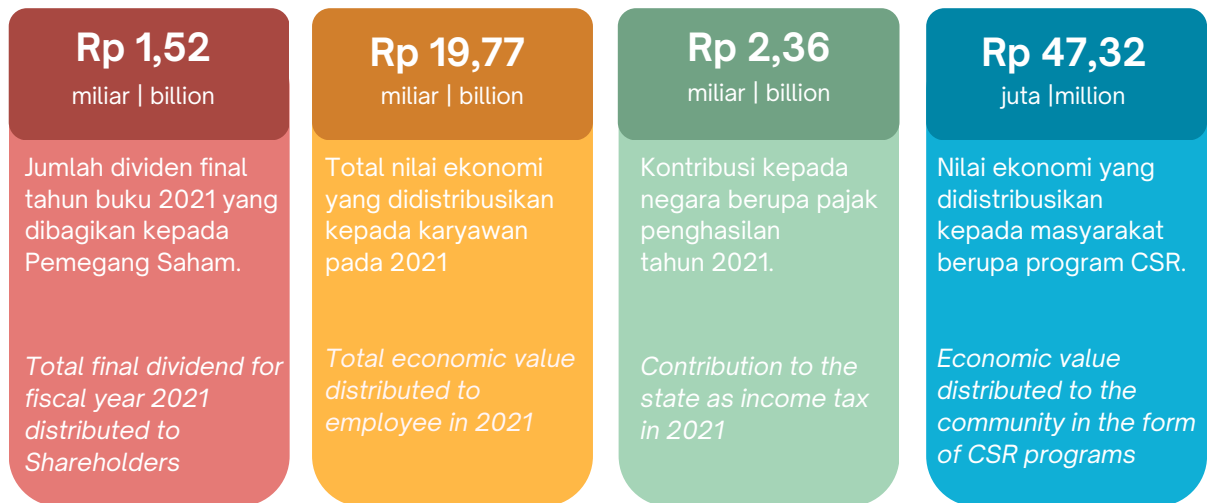 Rp 1,52
miliar | billion
Jumlah dividen final
tahun buku 2021 yang
dibagikan kepada
Pemegang Saham.
Total final dividend for
fiscal year 2021
distributed to
Shareholders
Rp 19,77
miliar | billion
Total nilai ekonomi
yang didistribusikan
kepada karyawan
pada 2021
Total economic value
distributed to
employee in 2021
Rp 2,36
miliar | billion
Kontribusi kepada
negara berupa pajak
penghasilan
tahun 2021.
Contribution to the
state as income tax
in 2021
Rp 47,32
juta |million
Nilai ekonomi yang
didistribusikan
kepada masyarakat
berupa program CSR.
Economic value
distributed to the
community in the form
of CSR programs